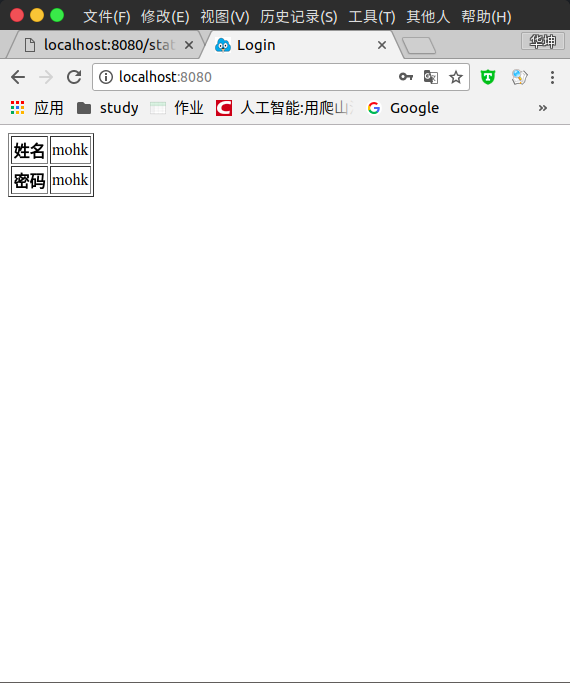 文件(F) 修改(E) 视图(V) 历史记录(S) 工具(T) 其他人 帮助(H)
localhost:8080/stat
Login
华坤
localhost:8080
应用 study 作业 人工智能:用爬山 Google »
姓名 mohk
密码 mohk